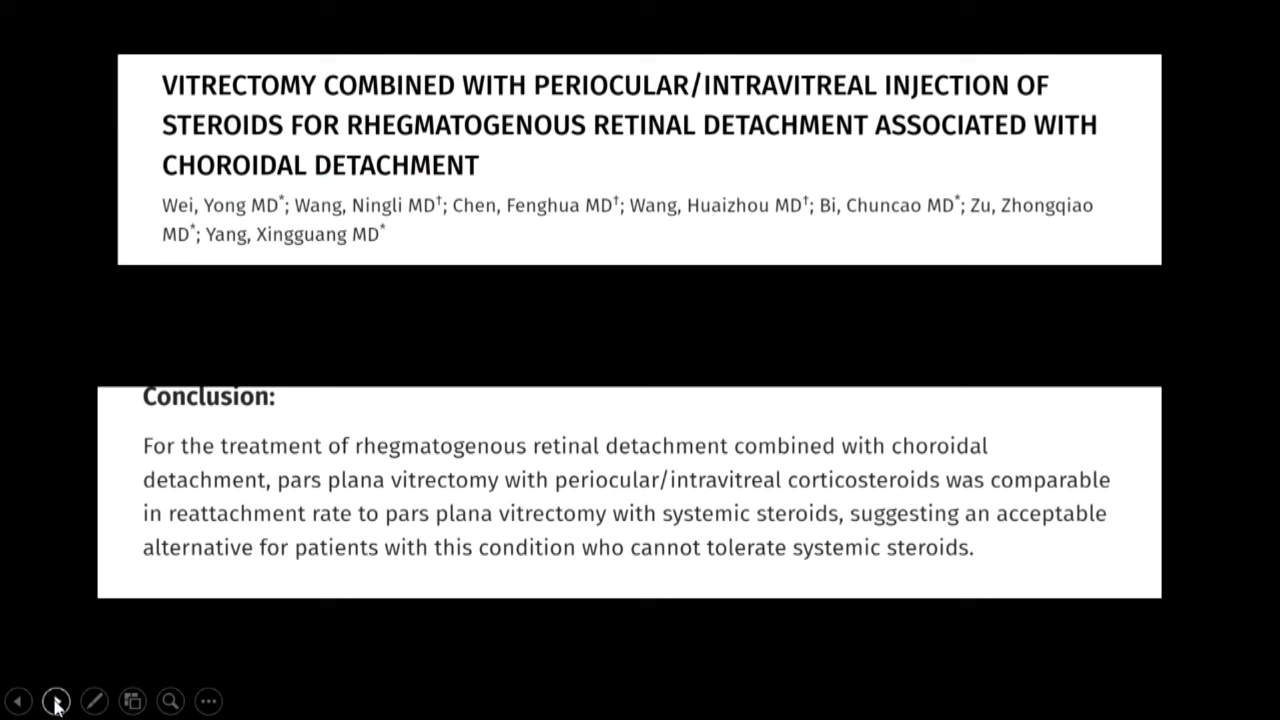 VITRECTOMY COMBINED WITH PERIOCULAR/INTRAVITREAL INJECTION OF
STEROIDS FOR RHEGMATOGENOUS RETINAL DETACHMENT ASSOCIATED WITH
CHOROIDAL DETACHMENT
Wei, Yong MD*; Wang, Ningli MD†; Chen, Fenghua MD†; Wang, Huaizhou MD†; Bi, Chuncao MD*; Zu, Zhongqiao
MD*; Yang, Xingguang MD*
Conclusion:
For the treatment of rhegmatogenous retinal detachment combined with choroidal
detachment, pars plana vitrectomy with periocular/intravitreal corticosteroids was comparable
in reattachment rate to pars plana vitrectomy with systemic steroids, suggesting an acceptable
alternative for patients with this condition who cannot tolerate systemic steroids.